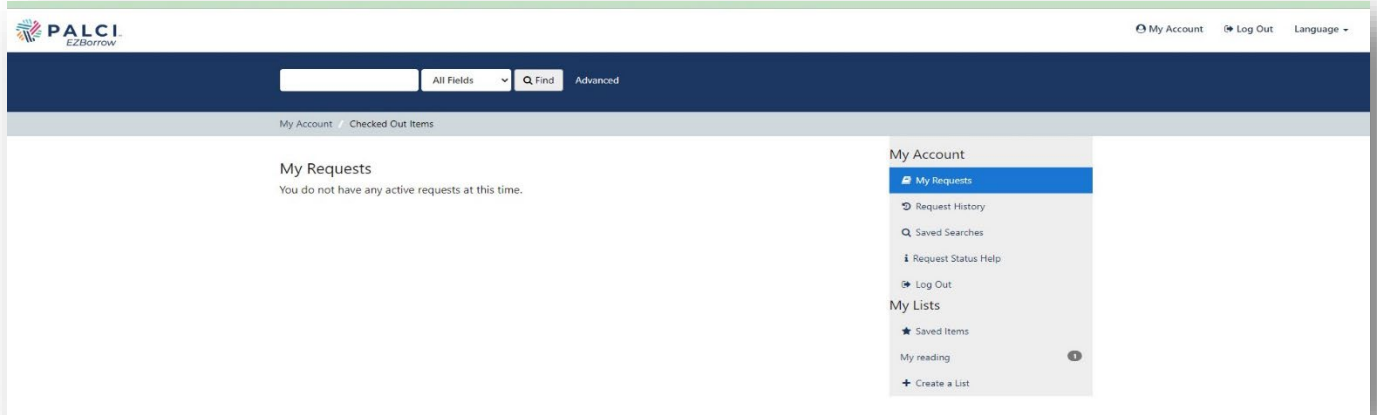 PALCI
EZBorrow
My Account Log Out Language
All Fields Find Advanced
My Account / Checked Out Items
My Requests
You do not have any active requests at this time.
My Account
My Requests
Request History
Saved Searches
Request Status Help
Log Out
My Lists
Saved Items
My reading 1
Create a List